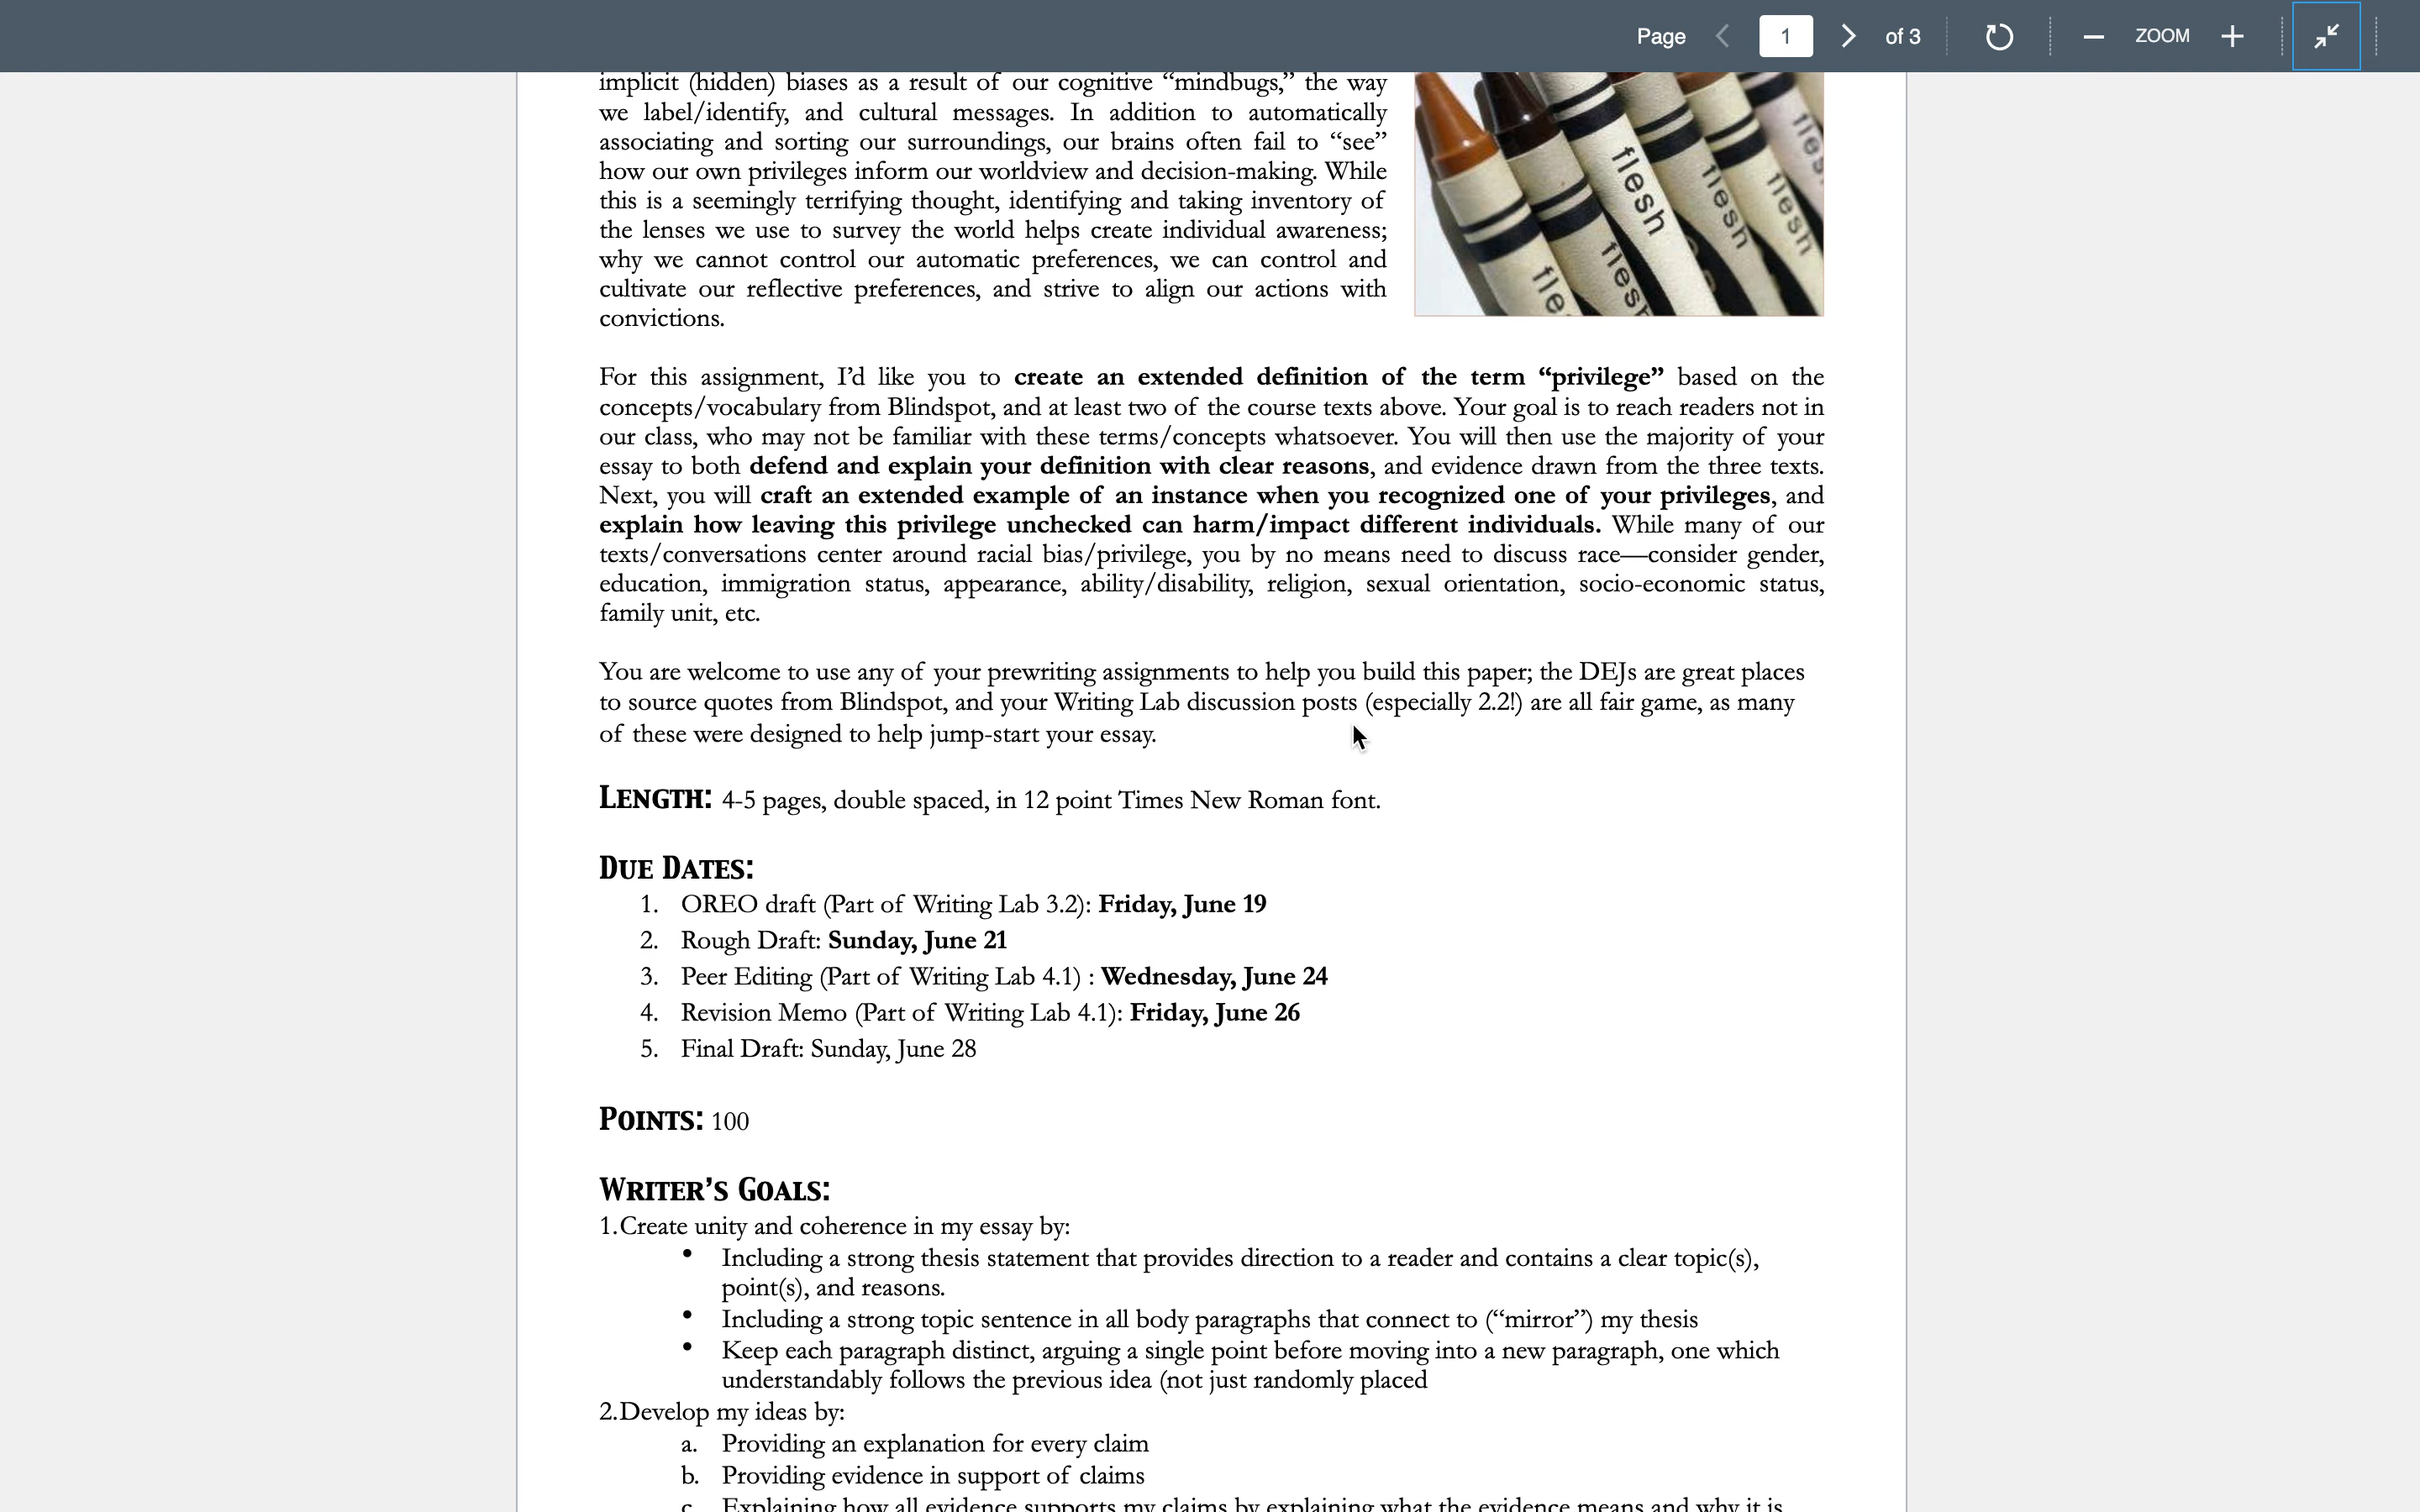 Page 1 of 3 ZOOM
implicit (hidden) biases as a result of our cognitive “mindbugs,” the way
we label/identify, and cultural messages. In addition to automatically
associating and sorting our surroundings, our brains often fail to “see”
how our own privileges inform our worldview and decision-making. While
this is a seemingly terrifying thought, identifying and taking inventory of
the lenses we use to survey the world helps create individual awareness;
why we cannot control our automatic preferences, we can control and
cultivate our reflective preferences, and strive to align our actions with
convictions.
flesh
flesh
flesh
For this assignment, I’d like you to create an extended definition of the term “privilege” based on the
concepts/vocabulary from Blindspot, and at least two of the course texts above. Your goal is to reach readers not in
our class, who may not be familiar with these terms/concepts whatsoever. You will then use the majority of your
essay to both defend and explain your definition with clear reasons, and evidence drawn from the three texts.
Next, you will craft an extended example of an instance when you recognized one of your privileges, and
explain how leaving this privilege unchecked can harm/impact different individuals. While many of our
texts/conversations center around racial bias/privilege, you by no means need to discuss race—consider gender,
education, immigration status, appearance, ability/disability, religion, sexual orientation, socio-economic status,
family unit, etc.
You are welcome to use any of your prewriting assignments to help you build this paper; the DEJs are great places
to source quotes from Blindspot, and your Writing Lab discussion posts (especially 2.2!) are all fair game, as many
of these were designed to help jump-start your essay.
LENGTH: 4-5 pages, double spaced, in 12 point Times New Roman font.
DUE DATES:
1. OREO draft (Part of Writing Lab 3.2): Friday, June 19
2. Rough Draft: Sunday, June 21
3. Peer Editing (Part of Writing Lab 4.1) : Wednesday, June 24
4. Revision Memo (Part of Writing Lab 4.1): Friday, June 26
5. Final Draft: Sunday, June 28
POINTS: 100
WRITER’S GOALS:
1.Create unity and coherence in my essay by:
• Including a strong thesis statement that provides direction to a reader and contains a clear topic(s),
point(s), and reasons.
• Including a strong topic sentence in all body paragraphs that connect to (“mirror”) my thesis
• Keep each paragraph distinct, arguing a single point before moving into a new paragraph, one which
understandably follows the previous idea (not just randomly placed
2.Develop my ideas by:
a. Providing an explanation for every claim
b. Providing evidence in support of claims
c. Explaining how all evidence supports my claims by explaining what the evidence means and why it is